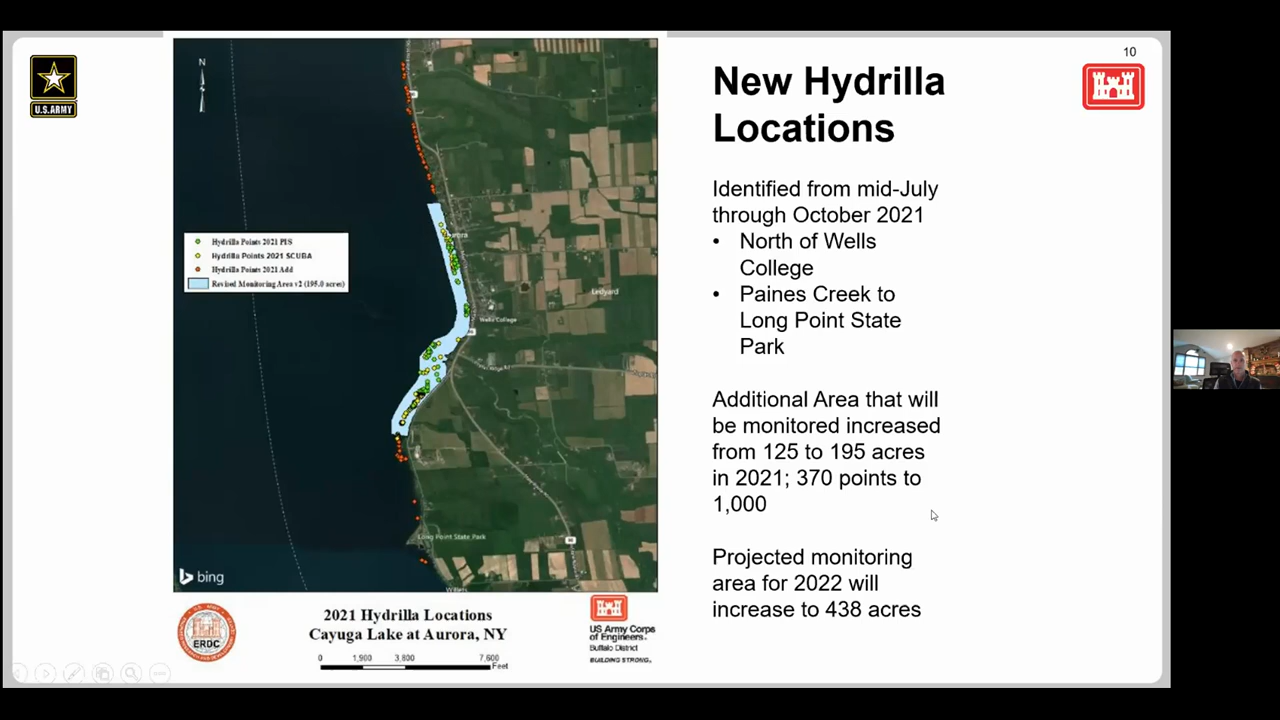 10
New Hydrilla
Locations
U.S.ARMY
Identified from mid-July
through October 2021
• North of Wells
College
• Paines Creek to
Long Point State
Park
Additional Area that will
be monitored increased
from 125 to 195 acres
in 2021; 370 points to
1,000
Projected monitoring
area for 2022 will
increase to 438 acres
N
Hydrilla Points 2021 PIS
Hydrilla Points 2021 SCUBA
Hydrilla Points 2021 Add
Revised Monitoring Area v2 (195.0 acres)
Ledyard
Wells College
Long Point State Park
bing
ERDC
2021 Hydrilla Locations
Cayuga Lake at Aurora, NY
0 1,900 3,800 7,600
Feet
US Army Corps
of Engineers.
Buffalo District
BUILDING STRONG.